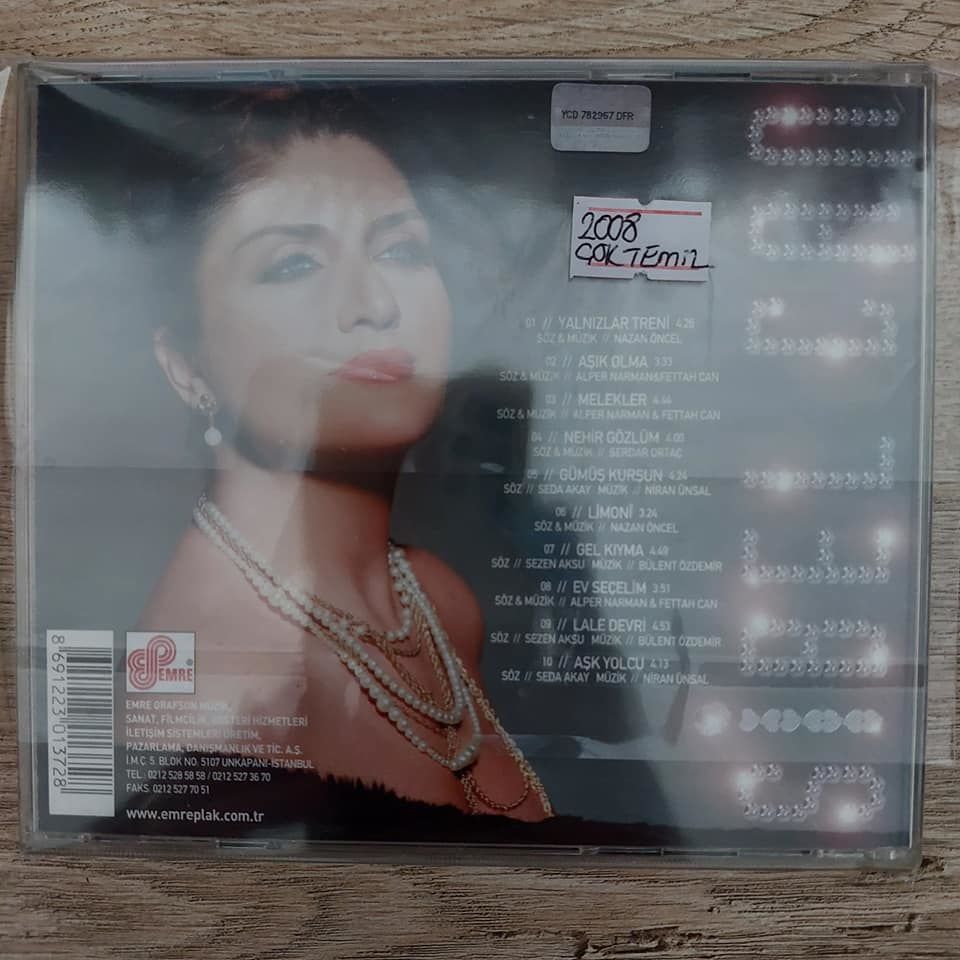 YCD 782967 DFR
2008
ÇOK TEMİZ
SİBEL CAN
01 // YALNIZLAR TRENİ 4:26
SÖZ & MÜZİK // NAZAN ÖNCEL
02 // AŞIK OLMA 3:33
SÖZ & MÜZİK // ALPER NARMAN&FETTAH CAN
03 // MELEKLER 4:44
SÖZ & MÜZİK // ALPER NARMAN & FETTAH CAN
04 // NEHİR GÖZLÜM 4:00
SÖZ & MÜZİK // SERDAR ORTAÇ
05 // GÜMÜŞ KURŞUN 4:24
SÖZ // SEDA AKAY MÜZİK // NİRAN ÜNSAL
06 // LİMONİ 3:24
SÖZ & MÜZİK // NAZAN ÖNCEL
07 // GEL KIYMA 4:49
SÖZ // SEZEN AKSU MÜZİK // BÜLENT ÖZDEMİR
08 // EV SEÇELİM 3:51
SÖZ & MÜZİK // ALPER NARMAN & FETTAH CAN
09 // LALE DEVRİ 4:53
SÖZ // SEZEN AKSU MÜZİK // BÜLENT ÖZDEMİR
10 // AŞK YOLCU 4:13
SÖZ // SEDA AKAY MÜZİK // NİRAN ÜNSAL
8 691223 013728
EMRE
EMRE GRAFSON MÜZİK,
SANAT, FİLMCİLİK, GÖSTERİ HİZMETLERİ
İLETİŞİM SİSTEMLERİ ÜRETİM,
PAZARLAMA, DANIŞMANLIK VE TİC. A.Ş.
İ.M.Ç. 5. BLOK NO. 5107 UNKAPANI-İSTANBUL
TEL.: 0212 528 58 58 / 0212 527 36 70
FAKS. 0212 527 70 51
www.emreplak.com.tr